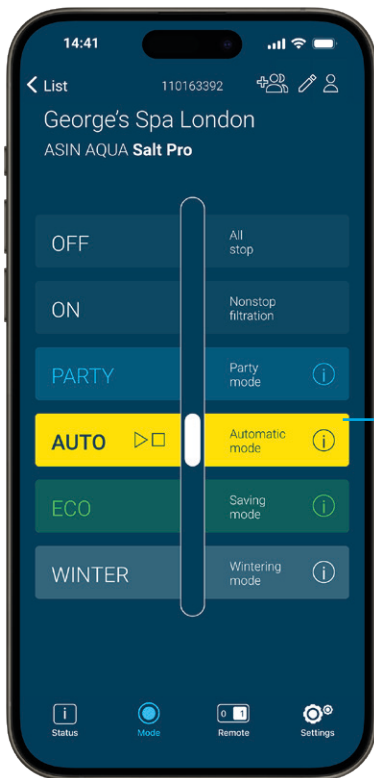 14:41
List 110163392
George's Spa London
ASIN AQUA Salt Pro
OFF All
stop
ON Nonstop
filtration
PARTY Party
mode i
AUTO Automatic
mode i
ECO Saving
mode i
WINTER Wintering
mode i
i 0 1
Status Mode Remote Settings